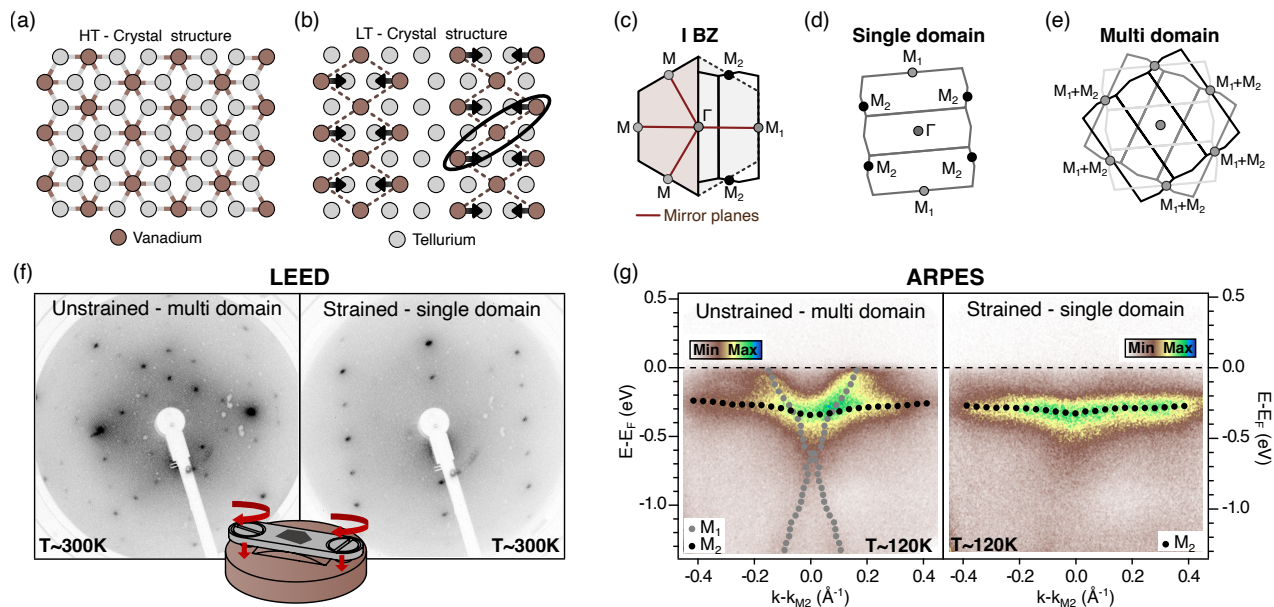 (a)
HT - Crystal structure
(b)
LT - Crystal structure
Vanadium
Tellurium
(c)
I BZ
M
M2
Γ
M
M1
M
M2
Mirror planes
(d)
Single domain
M1
M2
M2
Γ
M2
M2
M1
(e)
Multi domain
M1+M2
M1+M2
M1+M2
M1+M2
M1+M2
(f)
LEED
Unstrained - multi domain
Strained - single domain
T~300K
T~300K
(g)
ARPES
Unstrained - multi domain
Strained - single domain
Min Max
Min Max
0.5
0.0
-0.5
-1.0
E-EF (eV)
0.5
0.0
-0.5
-1.0
E-EF (eV)
M1
M2
T~120K
T~120K
M2
-0.4 -0.2 0.0 0.2 0.4
-0.4 -0.2 0.0 0.2 0.4
k-kM2 (Å-1)
k-kM2 (Å-1)